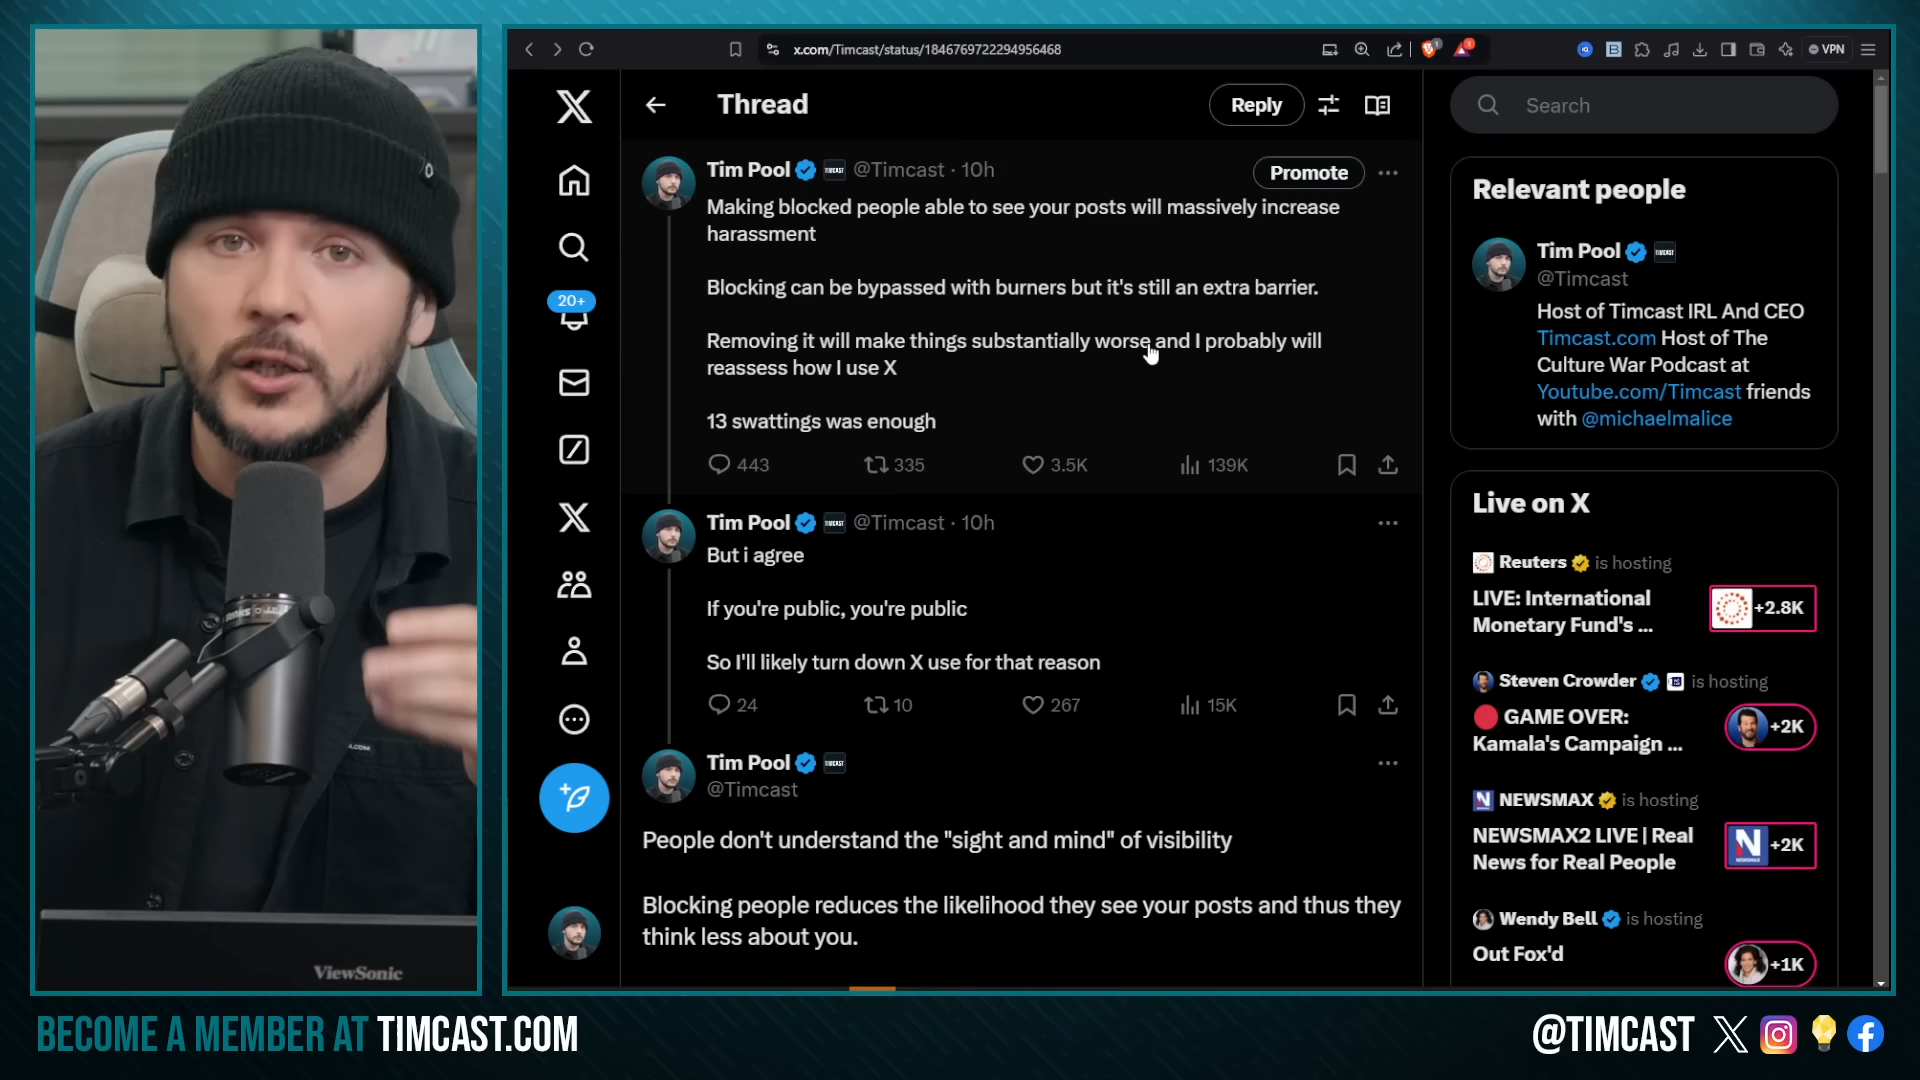 x.com/Timcast/status/1846769722294956468
VPN
Thread
Reply
Search
Tim Pool TIMCAST @Timcast · 10h
Promote
Making blocked people able to see your posts will massively increase
harassment
Blocking can be bypassed with burners but it's still an extra barrier.
Removing it will make things substantially worse and I probably will
reassess how I use X
13 swattings was enough
443 335 3.5K 139K
20+
Tim Pool TIMCAST @Timcast · 10h
But i agree
If you're public, you're public
So I'll likely turn down X use for that reason
24 10 267 15K
Tim Pool TIMCAST
@Timcast
People don't understand the "sight and mind" of visibility
Blocking people reduces the likelihood they see your posts and thus they
think less about you.
Relevant people
Tim Pool TIMCAST
@Timcast
Host of Timcast IRL And CEO
Timcast.com Host of The
Culture War Podcast at
Youtube.com/Timcast friends
with @michaelmalice
Live on X
Reuters is hosting
LIVE: International
Monetary Fund's ...
+2.8K
Steven Crowder is hosting
GAME OVER:
Kamala's Campaign ...
+2K
NEWSMAX is hosting
NEWSMAX2 LIVE | Real
News for Real People
+2K
Wendy Bell is hosting
Out Fox'd
+1K
ViewSonic
BECOME A MEMBER AT TIMCAST.COM
@TIMCAST